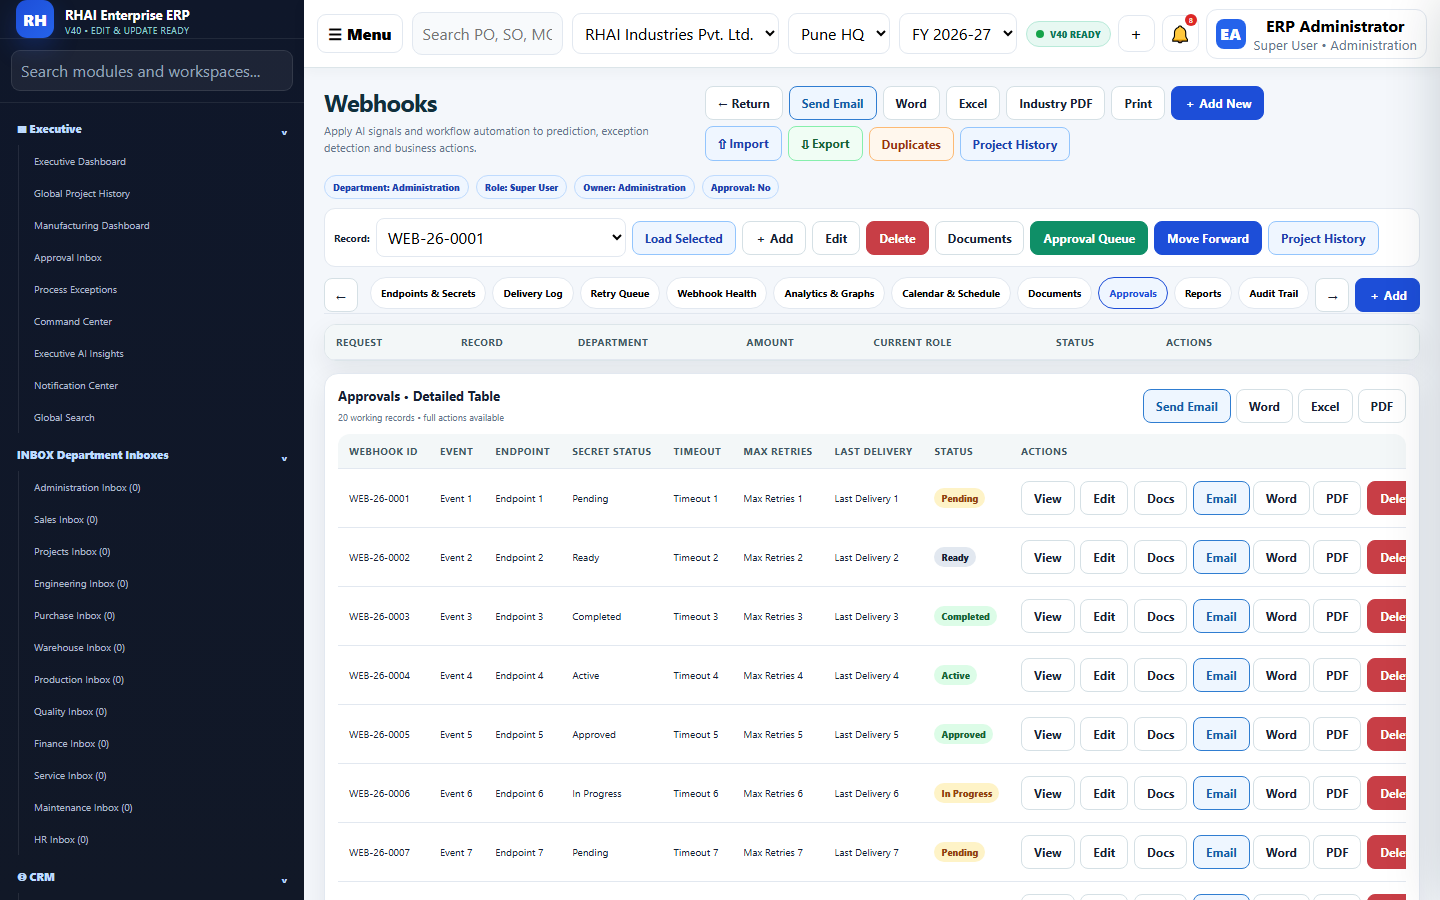 RH
RHAI Enterprise ERP
V40 • EDIT & UPDATE READY
Search modules and workspaces...
Executive
Executive Dashboard
Global Project History
Manufacturing Dashboard
Approval Inbox
Process Exceptions
Command Center
Executive AI Insights
Notification Center
Global Search
INBOX Department Inboxes
Administration Inbox (0)
Sales Inbox (0)
Projects Inbox (0)
Engineering Inbox (0)
Purchase Inbox (0)
Warehouse Inbox (0)
Production Inbox (0)
Quality Inbox (0)
Finance Inbox (0)
Service Inbox (0)
Maintenance Inbox (0)
HR Inbox (0)
CRM
☰ Menu
Search PO, SO, MO
RHAI Industries Pvt. Ltd.
Pune HQ
FY 2026-27
V40 READY
+
8
EA
ERP Administrator
Super User • Administration
Webhooks
Apply AI signals and workflow automation to prediction, exception
detection and business actions.
← Return
Send Email
Word
Excel
Industry PDF
Print
+ Add New
⇧ Import
⇩ Export
Duplicates
Project History
Department: Administration
Role: Super User
Owner: Administration
Approval: No
Record:
WEB-26-0001
Load Selected
+ Add
Edit
Delete
Documents
Approval Queue
Move Forward
Project History
←
Endpoints & Secrets
Delivery Log
Retry Queue
Webhook Health
Analytics & Graphs
Calendar & Schedule
Documents
Approvals
Reports
Audit Trail
→
+ Add
REQUEST RECORD DEPARTMENT AMOUNT CURRENT ROLE STATUS ACTIONS
Approvals • Detailed Table
20 working records • full actions available
Send Email
Word
Excel
PDF
WEBHOOK ID EVENT ENDPOINT SECRET STATUS TIMEOUT MAX RETRIES LAST DELIVERY STATUS ACTIONS
WEB-26-0001 Event 1 Endpoint 1 Pending Timeout 1 Max Retries 1 Last Delivery 1 Pending View Edit Docs Email Word PDF Dele
WEB-26-0002 Event 2 Endpoint 2 Ready Timeout 2 Max Retries 2 Last Delivery 2 Ready View Edit Docs Email Word PDF Dele
WEB-26-0003 Event 3 Endpoint 3 Completed Timeout 3 Max Retries 3 Last Delivery 3 Completed View Edit Docs Email Word PDF Dele
WEB-26-0004 Event 4 Endpoint 4 Active Timeout 4 Max Retries 4 Last Delivery 4 Active View Edit Docs Email Word PDF Dele
WEB-26-0005 Event 5 Endpoint 5 Approved Timeout 5 Max Retries 5 Last Delivery 5 Approved View Edit Docs Email Word PDF Dele
WEB-26-0006 Event 6 Endpoint 6 In Progress Timeout 6 Max Retries 6 Last Delivery 6 In Progress View Edit Docs Email Word PDF Dele
WEB-26-0007 Event 7 Endpoint 7 Pending Timeout 7 Max Retries 7 Last Delivery 7 Pending View Edit Docs Email Word PDF Dele